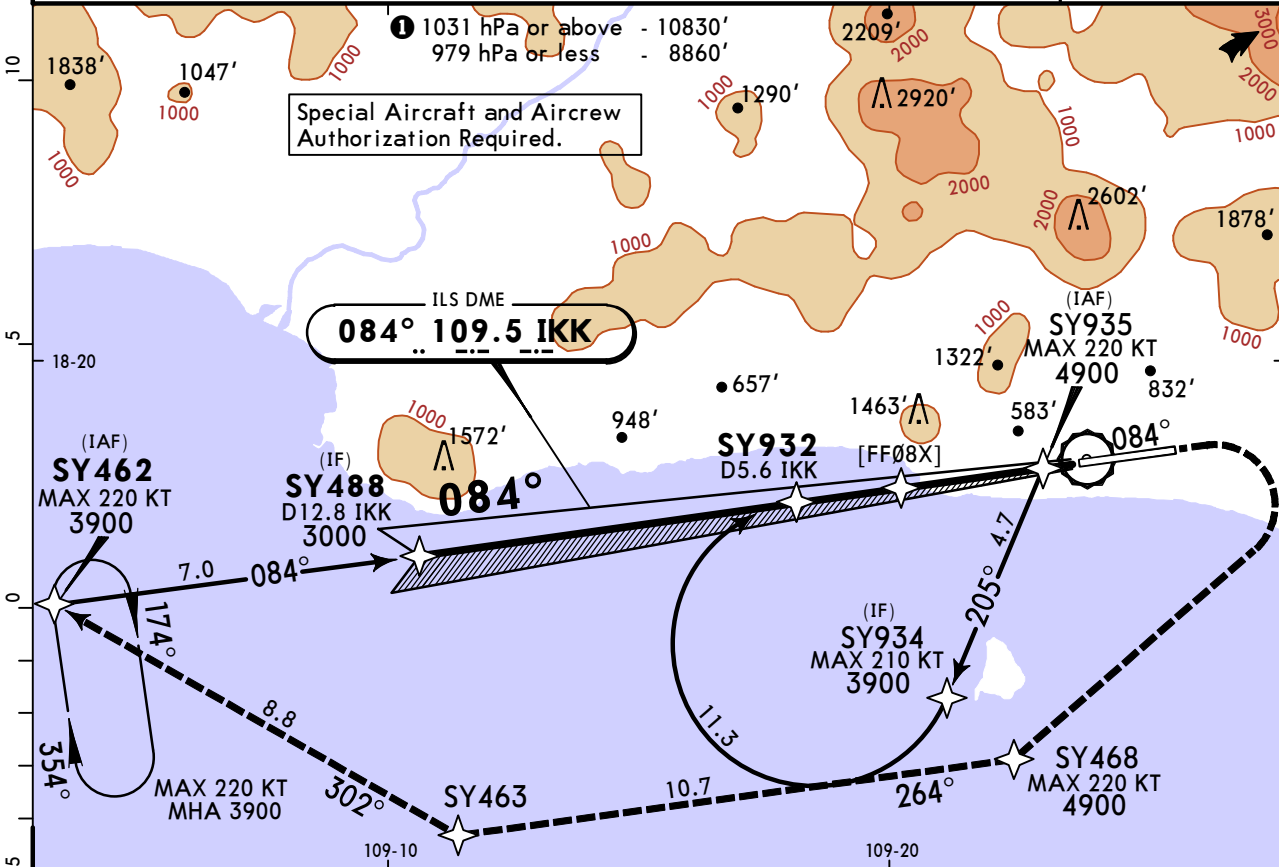 ❶ 1031 hPa or above - 10830'
979 hPa or less - 8860'
Special Aircraft and Aircrew
Authorization Required.
10
1838'
1047'
1000
1000
1000
1000
1290'
2209'
2000
2920'
1000
3000
2000
1000
2000
2000
2602'
1878'
1000
1000
ILS DME
084° 109.5 IKK
5
18-20
(IAF)
SY935
MAX 220 KT
4900
1000
1322'
832'
657'
948'
1463'
583'
1000
1572'
[FFØ8X]
084°
(IAF)
SY462
MAX 220 KT
3900
(IF)
SY488
D12.8 IKK
3000
084°
SY932
D5.6 IKK
0
7.0
084°
174°
354°
MAX 220 KT
MHA 3900
4.7
205°
(IF)
SY934
MAX 210 KT
3900
11.3
8.8
302°
SY463
10.7
264°
SY468
MAX 220 KT
4900
5
109-10
109-20